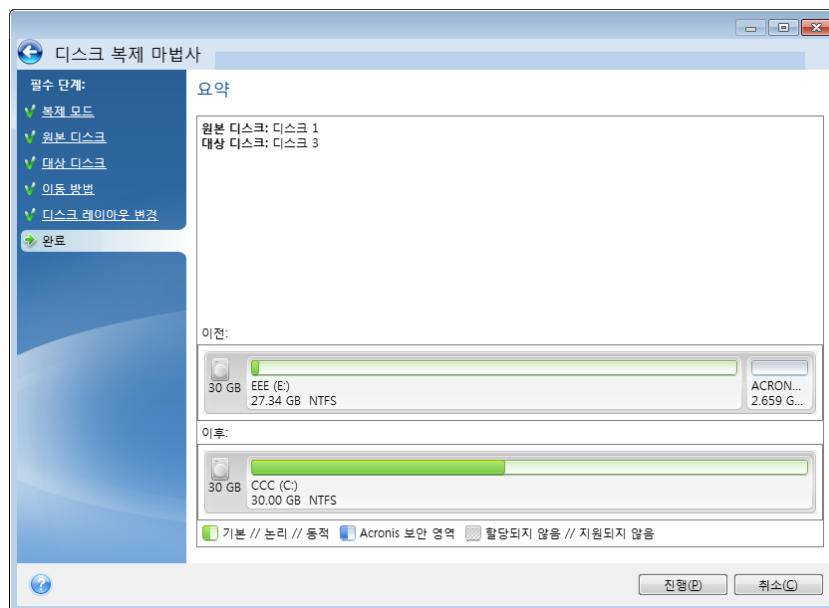 디스크 복제 마법사
필수 단계:
복제 모드
원본 디스크
대상 디스크
이동 방법
디스크 레이아웃 변경
완료
요약
원본 디스크: 디스크 1
대상 디스크: 디스크 3
이전:
30 GB
EEE (E:)
27.34 GB NTFS
ACRON...
2.659 G...
이후:
30 GB
CCC (C:)
30.00 GB NTFS
기본 // 논리 // 동적 Acronis 보안 영역 할당되지 않음 // 지원되지 않음
진행(P) 취소(C)